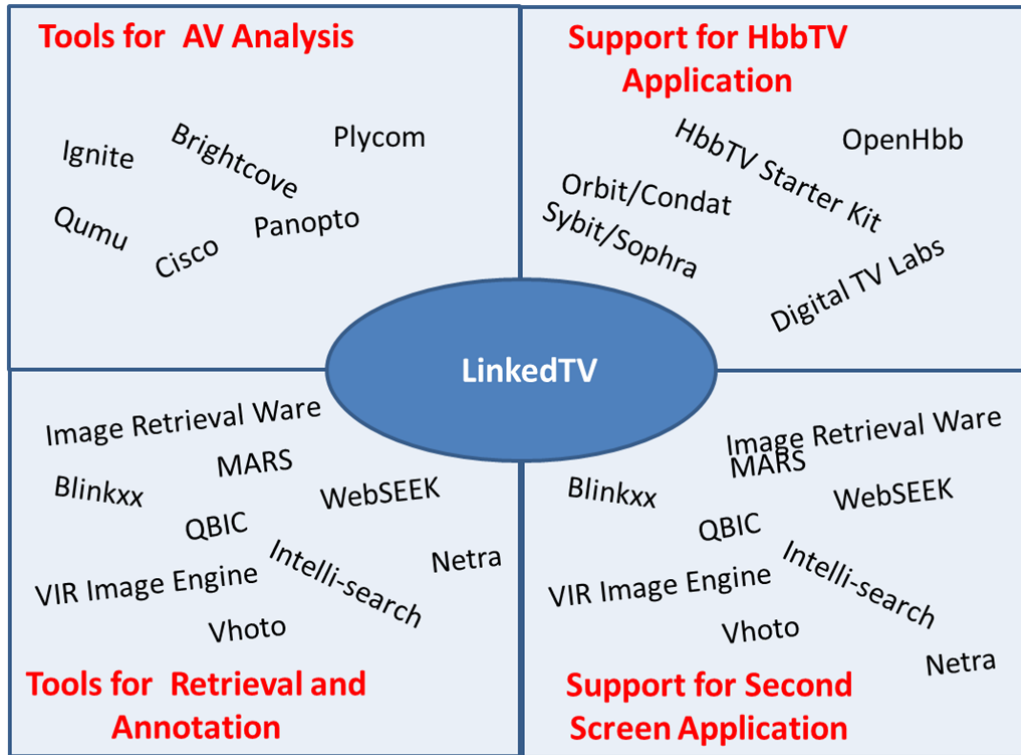 Tools for AV Analysis
Ignite
Brightcove
Plycom
Qumu
Cisco
Panopto
Support for HbbTV
Application
HbbTV Starter Kit
OpenHbb
Orbit/Condat
Sybit/Sophra
Digital TV Labs
LinkedTV
Image Retrieval Ware
MARS
Blinkxx
WebSEEK
QBIC
Intelli-search
Netra
VIR Image Engine
Vhoto
Tools for Retrieval and
Annotation
Image Retrieval Ware
MARS
Blinkxx
WebSEEK
QBIC
Intelli-search
VIR Image Engine
Vhoto
Netra
Support for Second
Screen Application